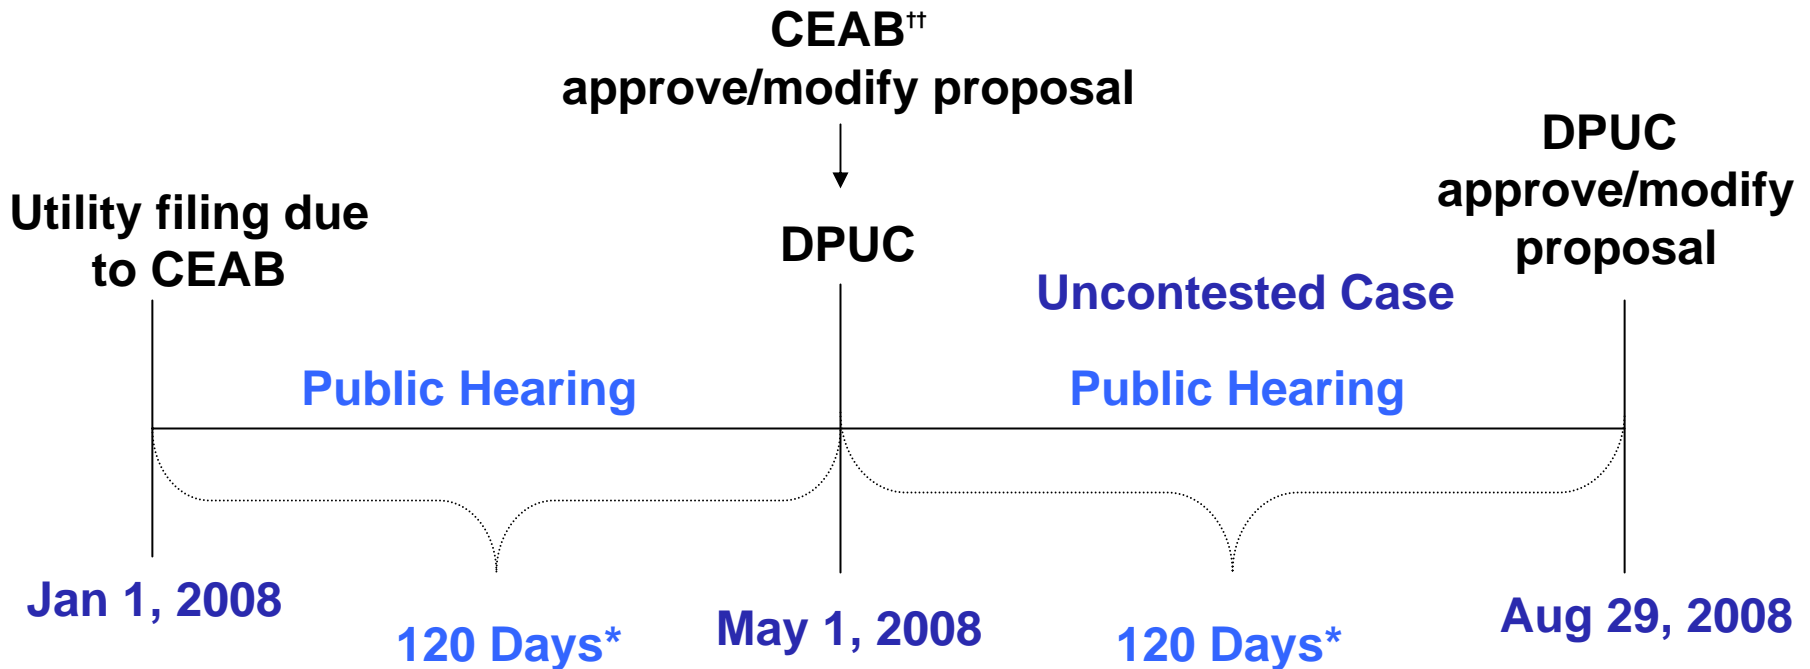 CEAB††
approve/modify proposal
DPUC
approve/modify
proposal
Utility filing due
to CEAB
DPUC
Uncontested Case
Public Hearing
Public Hearing
Jan 1, 2008
120 Days*
May 1, 2008
120 Days*
Aug 29, 2008